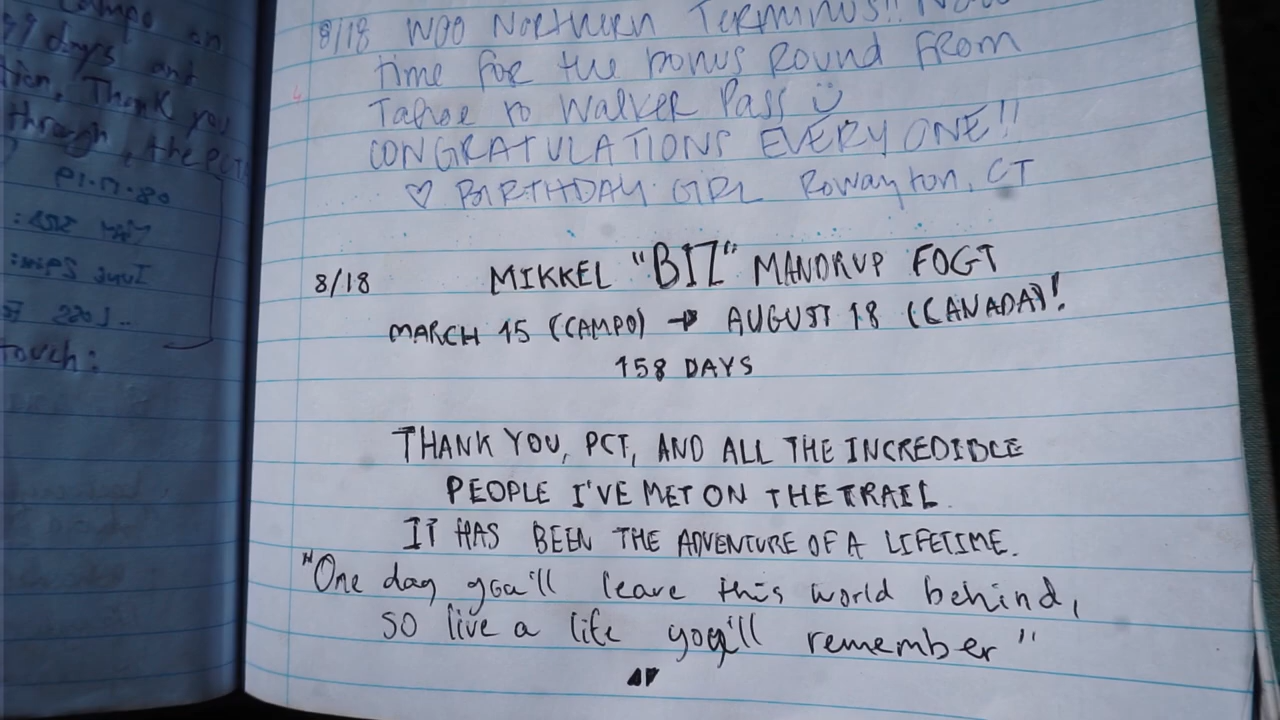 Campo on
days and
tion. Thank you
through, the PCT
touch:
8/18 WOO NORTHERN TERMINUS!! Now
time for the bonus Round FROM
Tahoe to Walker Pass
CONGRATULATIONS EVERYONE!!
♡ BIRTHDAY GIRL Rowayton, CT
8/18 MIKKEL "BIZ" MANDRUP FOGT
MARCH 15 (CAMPO) → AUGUST 18 (CANADA)!
158 DAYS
THANK YOU, PCT, AND ALL THE INCREDIBLE
PEOPLE I'VE MET ON THE TRAIL.
IT HAS BEEN THE ADVENTURE OF A LIFETIME.
"One day you'll leave this world behind,
so live a life you'll remember"